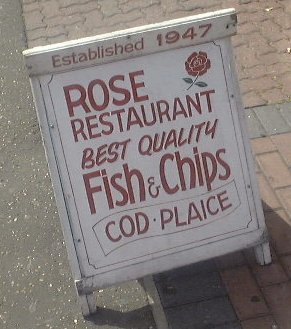 Established 1947
ROSE
RESTAURANT
BEST QUALITY
Fish & Chips
COD · PLAICE